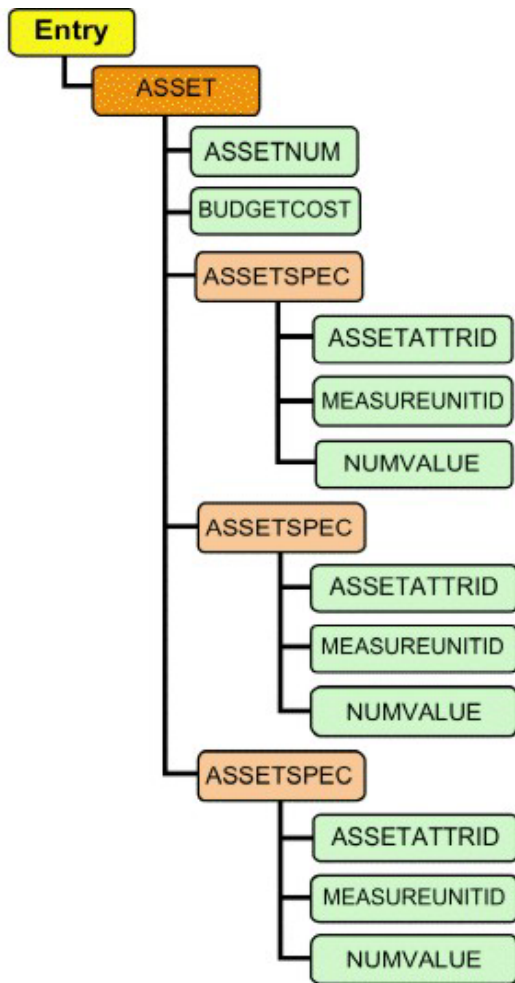 Entry
ASSET
ASSETNUM
BUDGETCOST
ASSETSPEC
ASSETATTRID
MEASUREUNITID
NUMVALUE
ASSETSPEC
ASSETATTRID
MEASUREUNITID
NUMVALUE
ASSETSPEC
ASSETATTRID
MEASUREUNITID
NUMVALUE